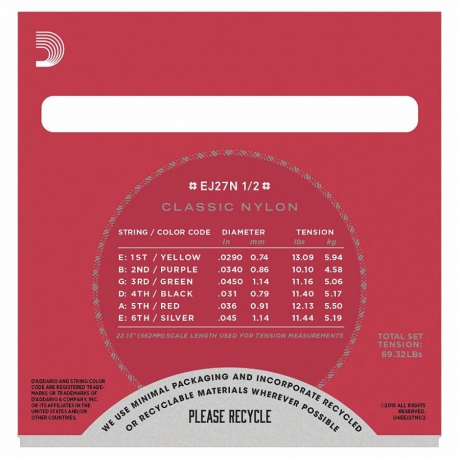 # EJ27N 1/2 #
CLASSIC NYLON
STRING / COLOR CODE DIAMETER TENSION
in mm lbs kg
E: 1ST / YELLOW .0290 0.74 13.09 5.94
B: 2ND / PURPLE .0340 0.86 10.10 4.58
G: 3RD / GREEN .0450 1.14 11.16 5.06
D: 4TH / BLACK .031 0.79 11.40 5.17
A: 5TH / RED .036 0.91 12.13 5.50
E: 6TH / SILVER .045 1.14 11.44 5.19
22.13" (562MM) SCALE LENGTH USED FOR TENSION MEASUREMENTS
TOTAL SET
TENSION:
69.32LBs
D'ADDARIO AND STRING COLOR
CODE ARE REGISTERED TRADE-
MARKS OR TRADEMARKS OF
D'ADDARIO & COMPANY, INC.
OR ITS AFFILIATES IN THE
UNITED STATES AND/OR
OTHER COUNTRIES.
WE USE MINIMAL PACKAGING AND INCORPORATE RECYCLED
OR RECYCLABLE MATERIALS WHEREVER POSSIBLE
PLEASE RECYCLE
ALL RIGHTS
RESERVED.